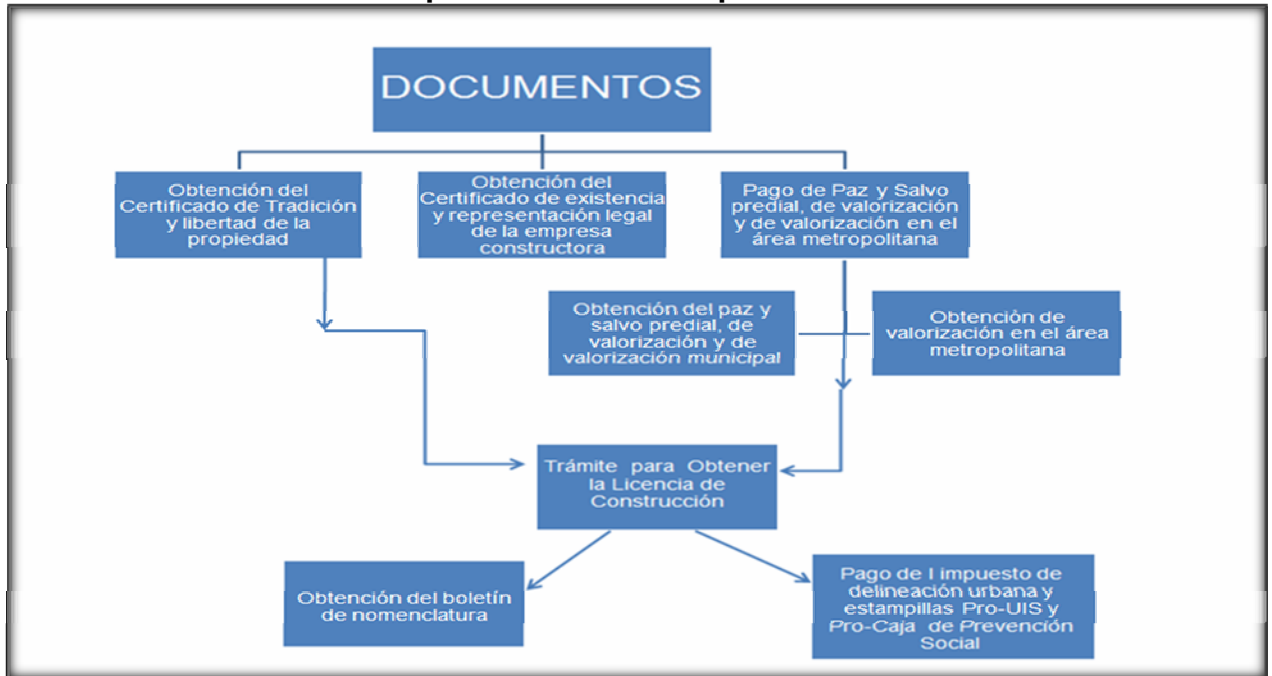 DOCUMENTOS
Obtención del
Certificado de Tradición
y libertad de la
propiedad
Obtención del
Certificado de existencia
y representación legal
de la empresa
constructora
Pago de Paz y Salvo
predial, de valorización
y de valorización en el
área metropolitana
Obtención del paz y
salvo predial, de
valorización y de
valorización municipal
Obtención de
valorización en el área
metropolitana
Trámite para Obtener
la Licencia de
Construcción
Obtención del boletín
de nomenclatura
Pago de l impuesto de
delineación urbana y
estampillas Pro-UIS y
Pro-Caja de Prevención
Social